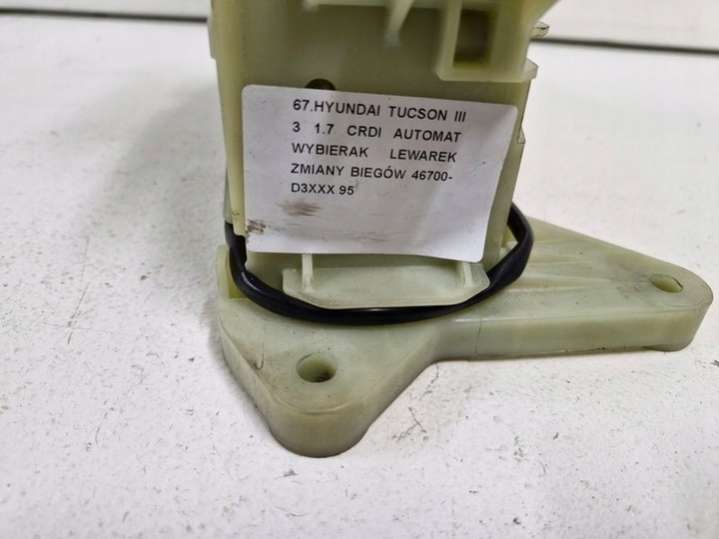 67.HYUNDAI TUCSON III
3 1.7 CRDI AUTOMAT
WYBIERAK LEWAREK
ZMIANY BIEGÓW 46700-
D3XXX 95